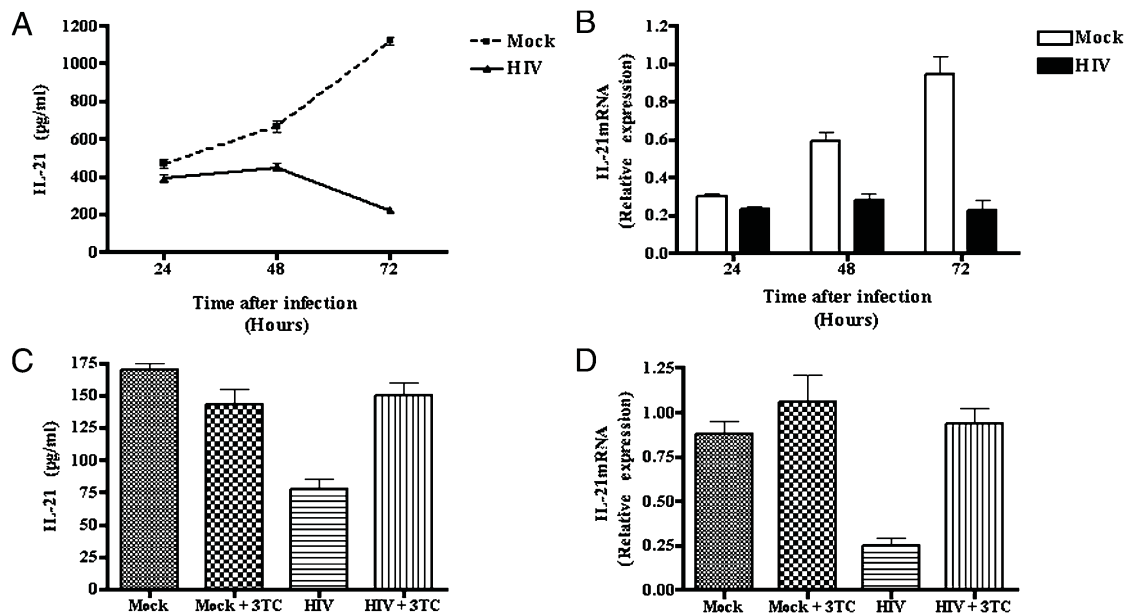 A
1200
1000
800
600
400
200
0
IL-21 (pg/ml)
24 48 72
Time after infection
(Hours)
Mock
HIV
B
1.2
1.0
0.8
0.6
0.4
0.2
0.0
IL-21mRNA
(Relative expression)
24 48 72
Time after infection
(Hours)
Mock
HIV
C
175
150
125
100
75
50
25
0
IL-21 (pg/ml)
Mock Mock + 3TC HIV HIV + 3TC
D
1.25
1.00
0.75
0.50
0.25
0.00
IL-21mRNA
(Relative expression)
Mock Mock + 3TC HIV HIV + 3TC